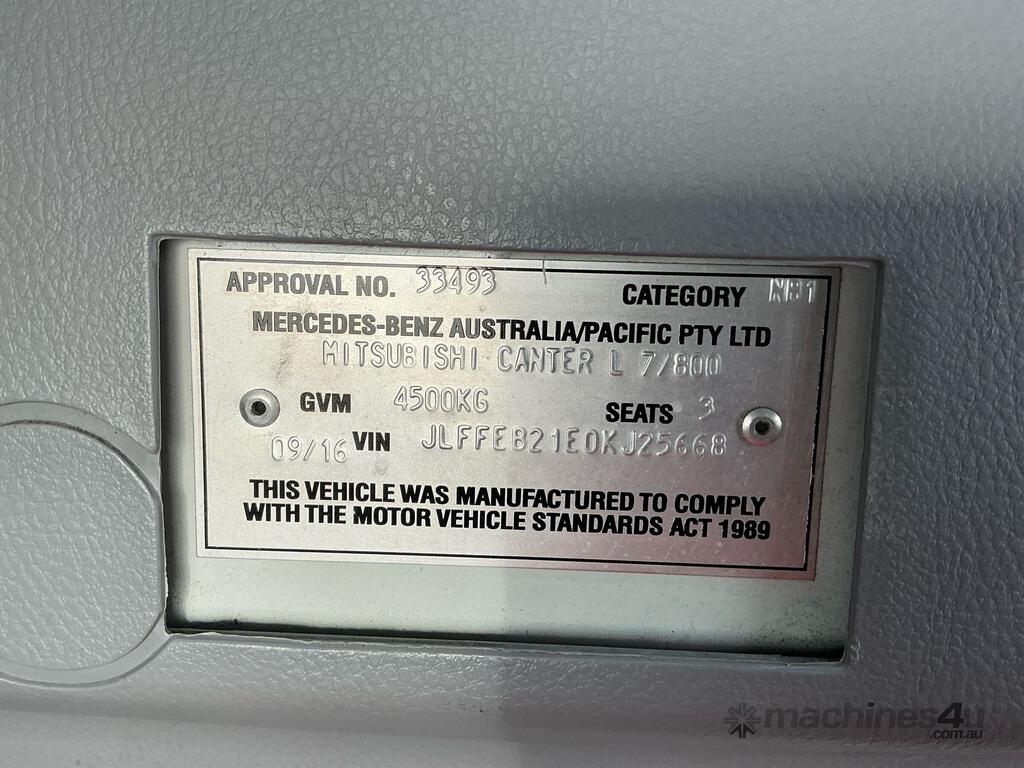 APPROVAL NO. 33493 CATEGORY NB1
MERCEDES-BENZ AUSTRALIA/PACIFIC PTY LTD
MITSUBISHI CANTER L 7/800
GVM 4500KG SEATS 3
09/16 VIN JLFFEB21E0KJ25668
THIS VEHICLE WAS MANUFACTURED TO COMPLY
WITH THE MOTOR VEHICLE STANDARDS ACT 1989
machines4u
.com.au